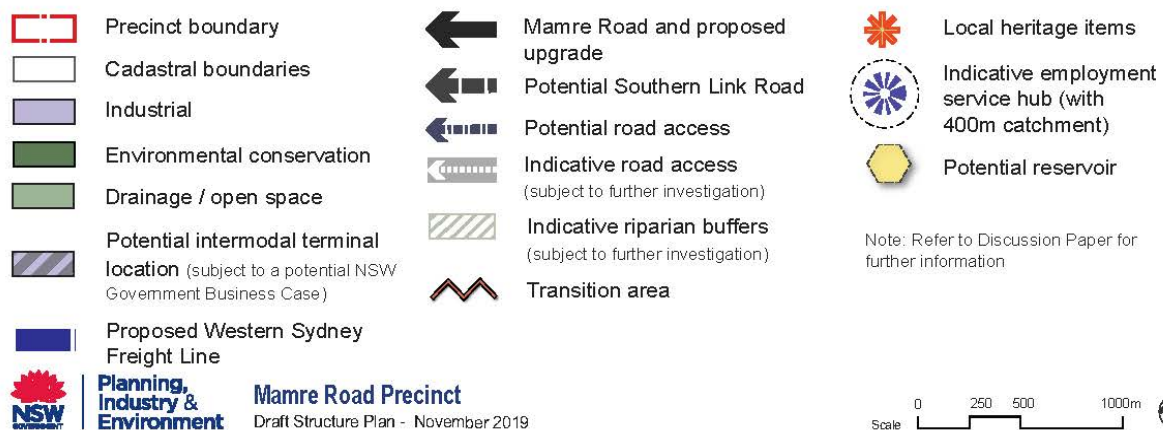 Precinct boundary
Cadastral boundaries
Industrial
Environmental conservation
Drainage / open space
Potential intermodal terminal
location (subject to a potential NSW
Government Business Case)
Proposed Western Sydney
Freight Line
Mamre Road and proposed
upgrade
Potential Southern Link Road
Potential road access
Indicative road access
(subject to further investigation)
Indicative riparian buffers
(subject to further investigation)
Transition area
Local heritage items
Indicative employment
service hub (with
400m catchment)
Potential reservoir
Note: Refer to Discussion Paper for
further information
NSW
GOVERNMENT
Planning,
Industry &
Environment
Mamre Road Precinct
Draft Structure Plan - November 2019
Scale
0 250 500 1000m